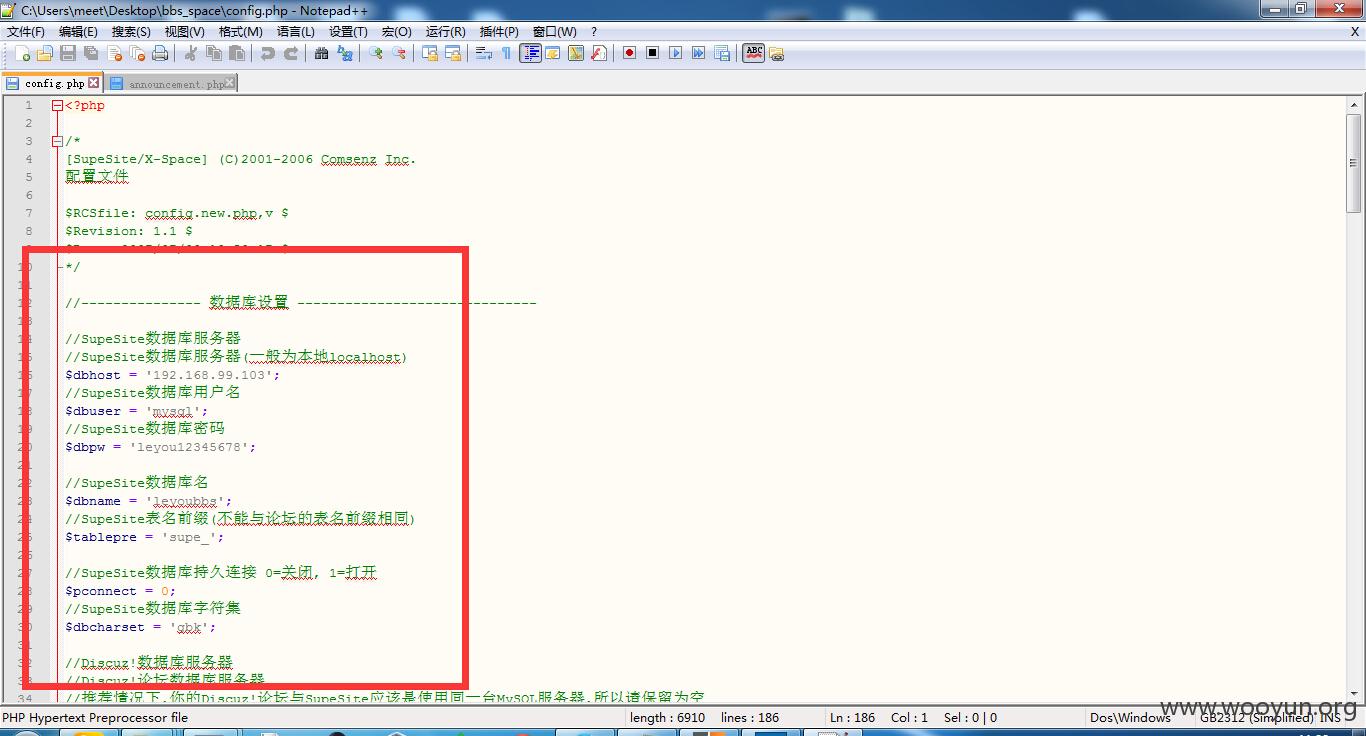 C:\Users\meet\Desktop\bbs_space\config.php - Notepad++
文件(F) 编辑(E) 搜索(S) 视图(V) 格式(M) 语言(L) 设置(T) 宏(O) 运行(R) 插件(P) 窗口(W) ? X
config.php announcement.php
1 <?php
2
3 /*
4 [SupeSite/X-Space] (C)2001-2006 Comsenz Inc.
5 配置文件
6
7 $RCSfile: config.new.php,v $
8 $Revision: 1.1 $
10 */
11
12 //--------------- 数据库设置 ------------------------------
13
14 //SupeSite数据库服务器
15 //SupeSite数据库服务器(一般为本地localhost)
16 $dbhost = '192.168.99.103';
17 //SupeSite数据库用户名
18 $dbuser = 'mysql';
19 //SupeSite数据库密码
20 $dbpw = 'leyou12345678';
21
22 //SupeSite数据库名
23 $dbname = 'leyoubbs';
24 //SupeSite表名前缀(不能与论坛的表名前缀相同)
25 $tablepre = 'supe_';
26
27 //SupeSite数据库持久连接 0=关闭, 1=打开
28 $pconnect = 0;
29 //SupeSite数据库字符集
30 $dbcharset = 'gbk';
31
32 //Discuz!数据库服务器
33 //Discuz!论坛数据库服务器
34 //推荐情况下,你的Discuz!论坛与SupeSite应该是使用同一台MySQL服务器,所以请保留为空
PHP Hypertext Preprocessor file length : 6910 lines : 186 Ln : 186 Col : 1 Sel : 0 | 0 Dos\Windows GB2312 (Simplified) INS
www.wooyun.org